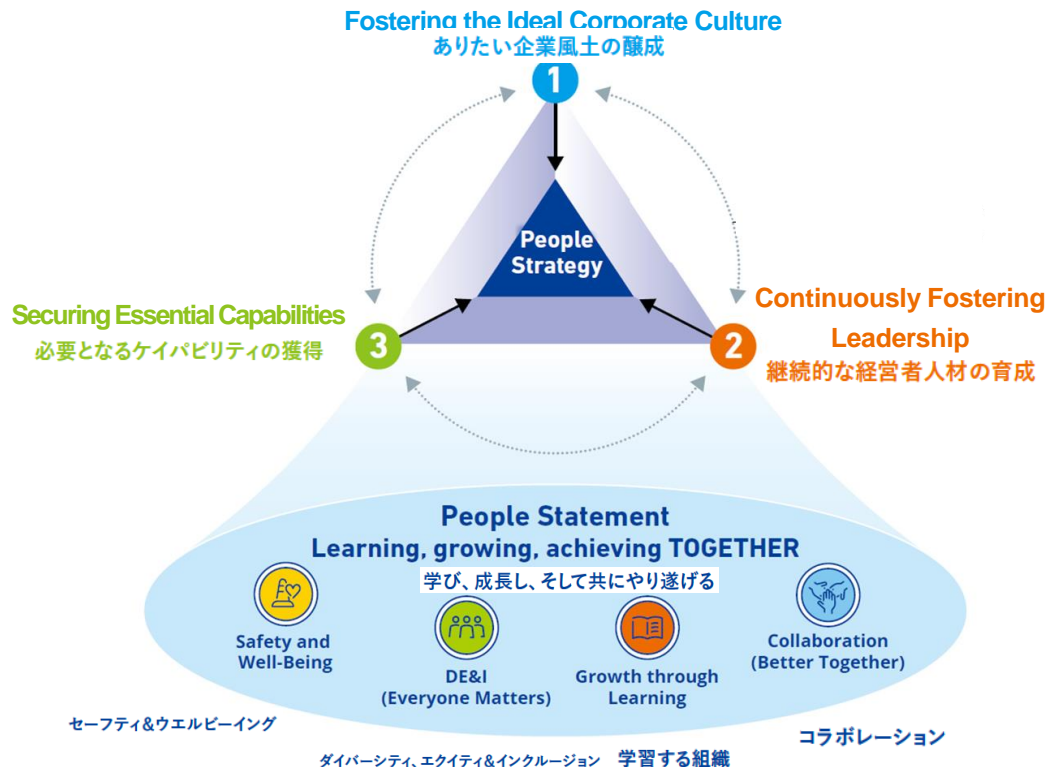 Fostering the Ideal Corporate Culture
ありたい企業風土の醸成
1
People
Strategy
Securing Essential Capabilities
必要となるケイパビリティの獲得
3
2
Continuously Fostering
Leadership
継続的な経営者人材の育成
People Statement
Learning, growing, achieving TOGETHER
学び、成長し、そして共にやり遂げる
Safety and
Well-Being
DE&I
(Everyone Matters)
Growth through
Learning
Collaboration
(Better Together)
セーフティ&ウエルビーイング
ダイバーシティ、エクイティ&インクルージョン
学習する組織
コラボレーション